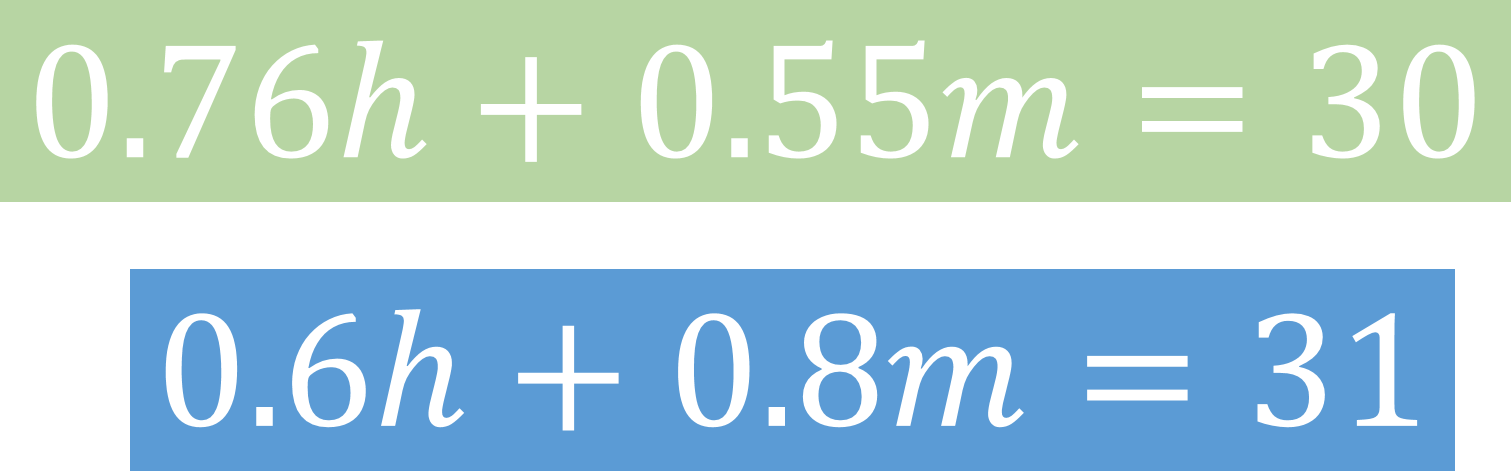 0.76h + 0.55m = 30
0.6h + 0.8m = 31